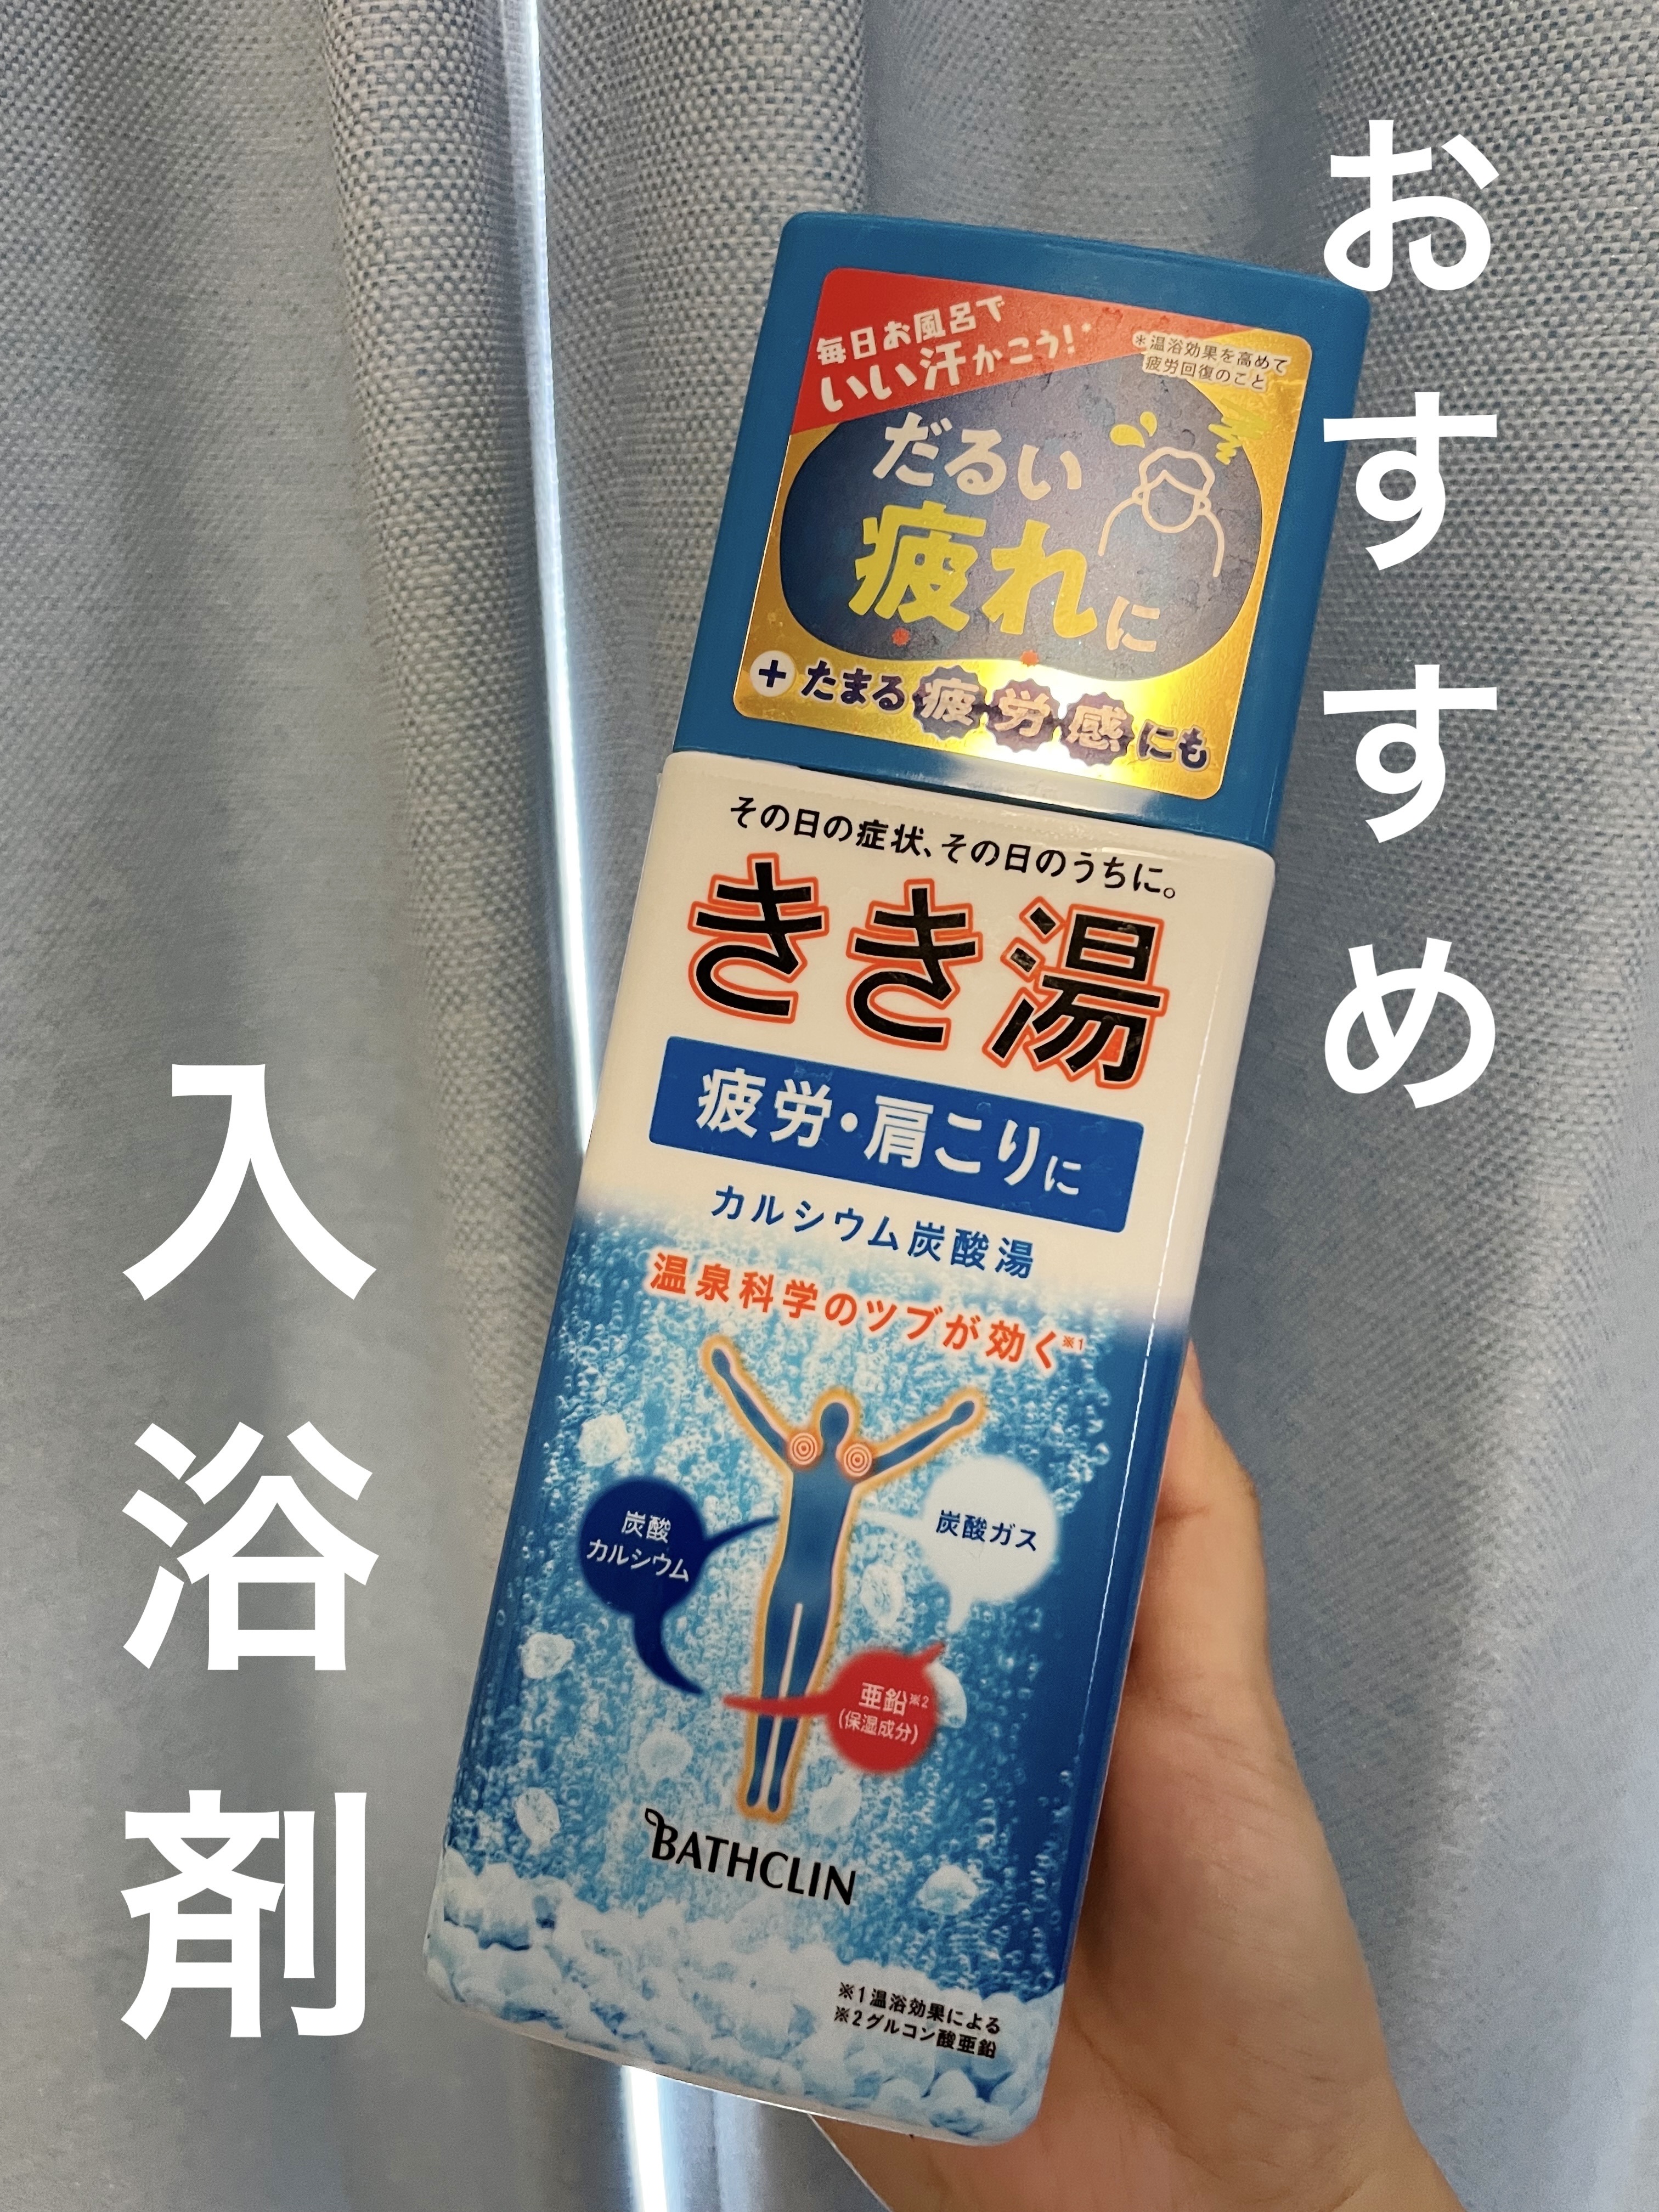 おすすめ
入浴剤
毎日お風呂で
いい汗かこう!*
*温浴効果を高めて
疲労回復のこと
だるい
疲れに
+たまる疲労感にも
その日の症状、その日のうちに。
きき湯
疲労・肩こりに
カルシウム炭酸湯
温泉科学のツブが効く※1
炭酸
カルシウム
炭酸ガス
亜鉛※2
(保湿成分)
BATHCLIN
※1温浴効果による
※2グルコン酸亜鉛